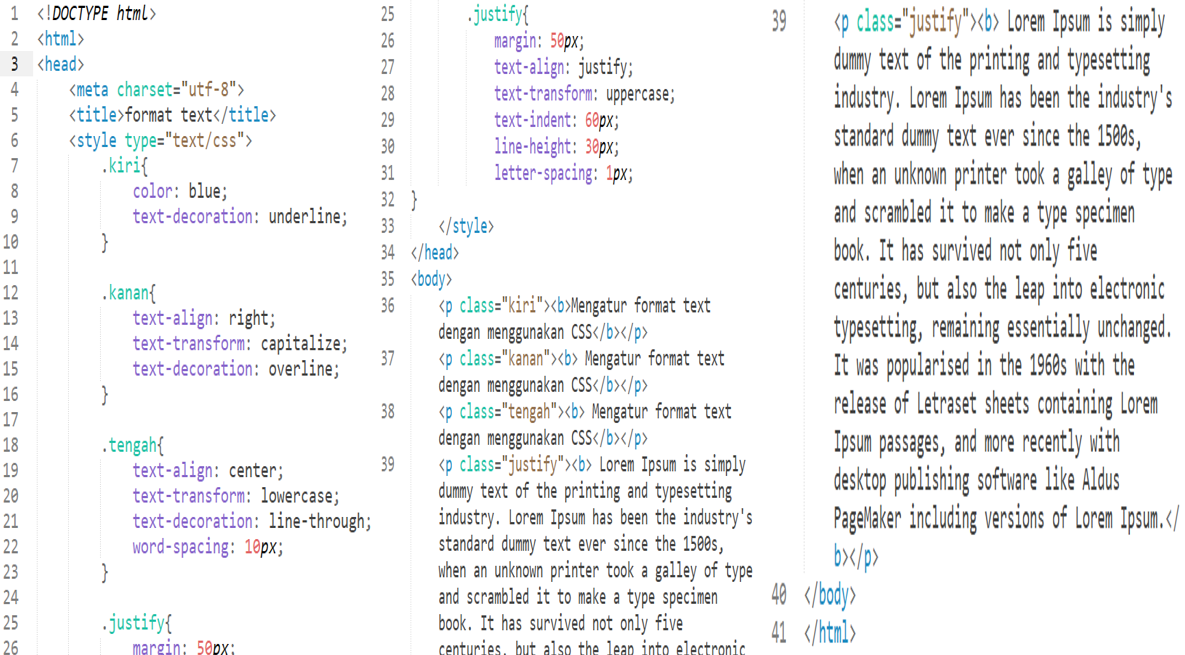 1 <!DOCTYPE html>
2 <html>
3 <head>
4 <meta charset="utf-8">
5 <title>format text</title>
6 <style type="text/css">
7 .kiri{
8 color: blue;
9 text-decoration: underline;
10 }
11
12 .kanan{
13 text-align: right;
14 text-transform: capitalize;
15 text-decoration: overline;
16 }
17
18 .tengah{
19 text-align: center;
20 text-transform: lowercase;
21 text-decoration: line-through;
22 word-spacing: 10px;
23 }
24
25 .justify{
26 margin: 50px;
25 .justify{
26 margin: 50px;
27 text-align: justify;
28 text-transform: uppercase;
29 text-indent: 60px;
30 line-height: 30px;
31 letter-spacing: 1px;
32 }
33 </style>
34 </head>
35 <body>
36 <p class="kiri"><b>Mengatur format text
dengan menggunakan CSS</b></p>
37 <p class="kanan"><b> Mengatur format text
dengan menggunakan CSS</b></p>
38 <p class="tengah"><b> Mengatur format text
dengan menggunakan CSS</b></p>
39 <p class="justify"><b> Lorem Ipsum is simply
dummy text of the printing and typesetting
industry. Lorem Ipsum has been the industry's
standard dummy text ever since the 1500s,
when an unknown printer took a galley of type
and scrambled it to make a type specimen
book. It has survived not only five
centuries, but also the leap into electronic
39 <p class="justify"><b> Lorem Ipsum is simply
dummy text of the printing and typesetting
industry. Lorem Ipsum has been the industry's
standard dummy text ever since the 1500s,
when an unknown printer took a galley of type
and scrambled it to make a type specimen
book. It has survived not only five
centuries, but also the leap into electronic
typesetting, remaining essentially unchanged.
It was popularised in the 1960s with the
release of Letraset sheets containing Lorem
Ipsum passages, and more recently with
desktop publishing software like Aldus
PageMaker including versions of Lorem Ipsum.</
b></p>
40 </body>
41 </html>